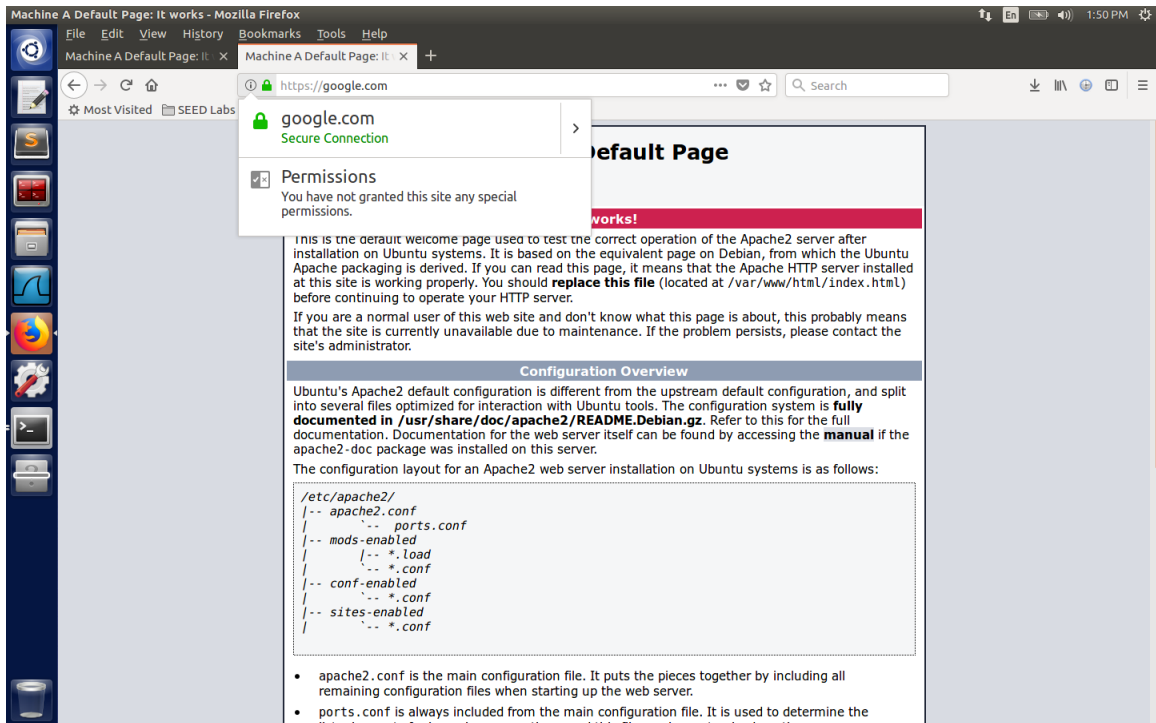 Machine A Default Page: It works - Mozilla Firefox
En
1:50 PM
File Edit View History Bookmarks Tools Help
Machine A Default Page: It
Machine A Default Page: It
https://google.com
Search
Most Visited SEED Labs
google.com
Secure Connection
Permissions
You have not granted this site any special
permissions.
Default Page
works!
This is the default welcome page used to test the correct operation of the Apache2 server after
installation on Ubuntu systems. It is based on the equivalent page on Debian, from which the Ubuntu
Apache packaging is derived. If you can read this page, it means that the Apache HTTP server installed
at this site is working properly. You should replace this file (located at /var/www/html/index.html)
before continuing to operate your HTTP server.
If you are a normal user of this web site and don't know what this page is about, this probably means
that the site is currently unavailable due to maintenance. If the problem persists, please contact the
site's administrator.
Configuration Overview
Ubuntu's Apache2 default configuration is different from the upstream default configuration, and split
into several files optimized for interaction with Ubuntu tools. The configuration system is fully
documented in /usr/share/doc/apache2/README.Debian.gz. Refer to this for the full
documentation. Documentation for the web server itself can be found by accessing the manual if the
apache2-doc package was installed on this server.
The configuration layout for an Apache2 web server installation on Ubuntu systems is as follows:
/etc/apache2/
|-- apache2.conf
|       `--  ports.conf
|-- mods-enabled
|       |-- *.load
|       `-- *.conf
|-- conf-enabled
|       `-- *.conf
|-- sites-enabled
|       `-- *.conf
• apache2.conf is the main configuration file. It puts the pieces together by including all
remaining configuration files when starting up the web server.
• ports.conf is always included from the main configuration file. It is used to determine the